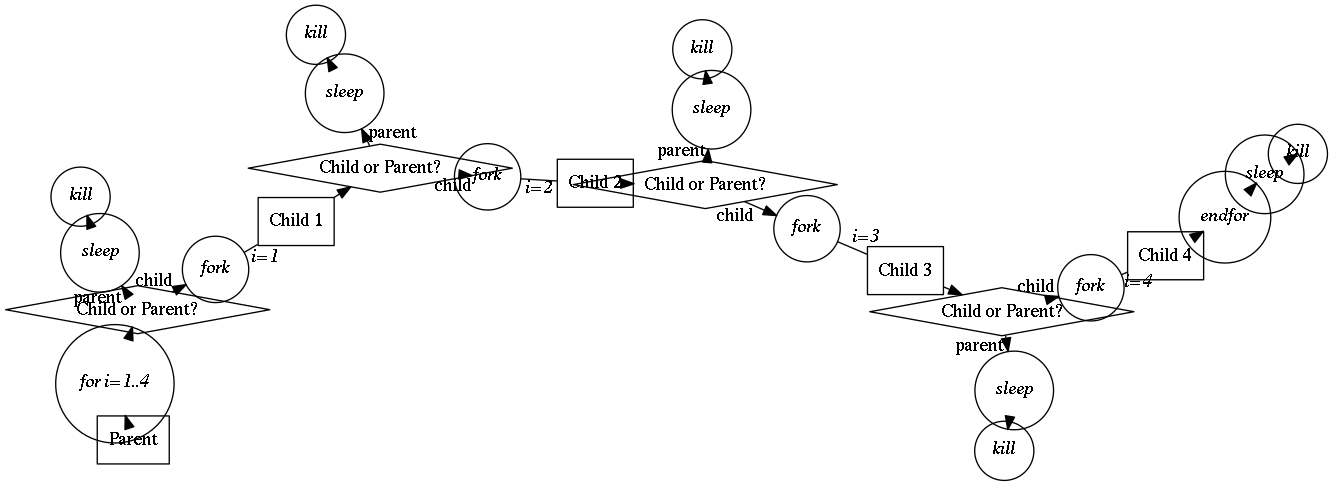 kill
sleep
parent
Child or Parent?
child
fork
i=1
for i=1..4
Parent
Child 1
kill
sleep
parent
Child or Parent?
child
fork
i=2
Child 2
kill
sleep
parent
Child or Parent?
child
fork
i=3
Child 3
Child or Parent?
parent
sleep
kill
child
fork
i=4
Child 4
endfor
sleep
kill